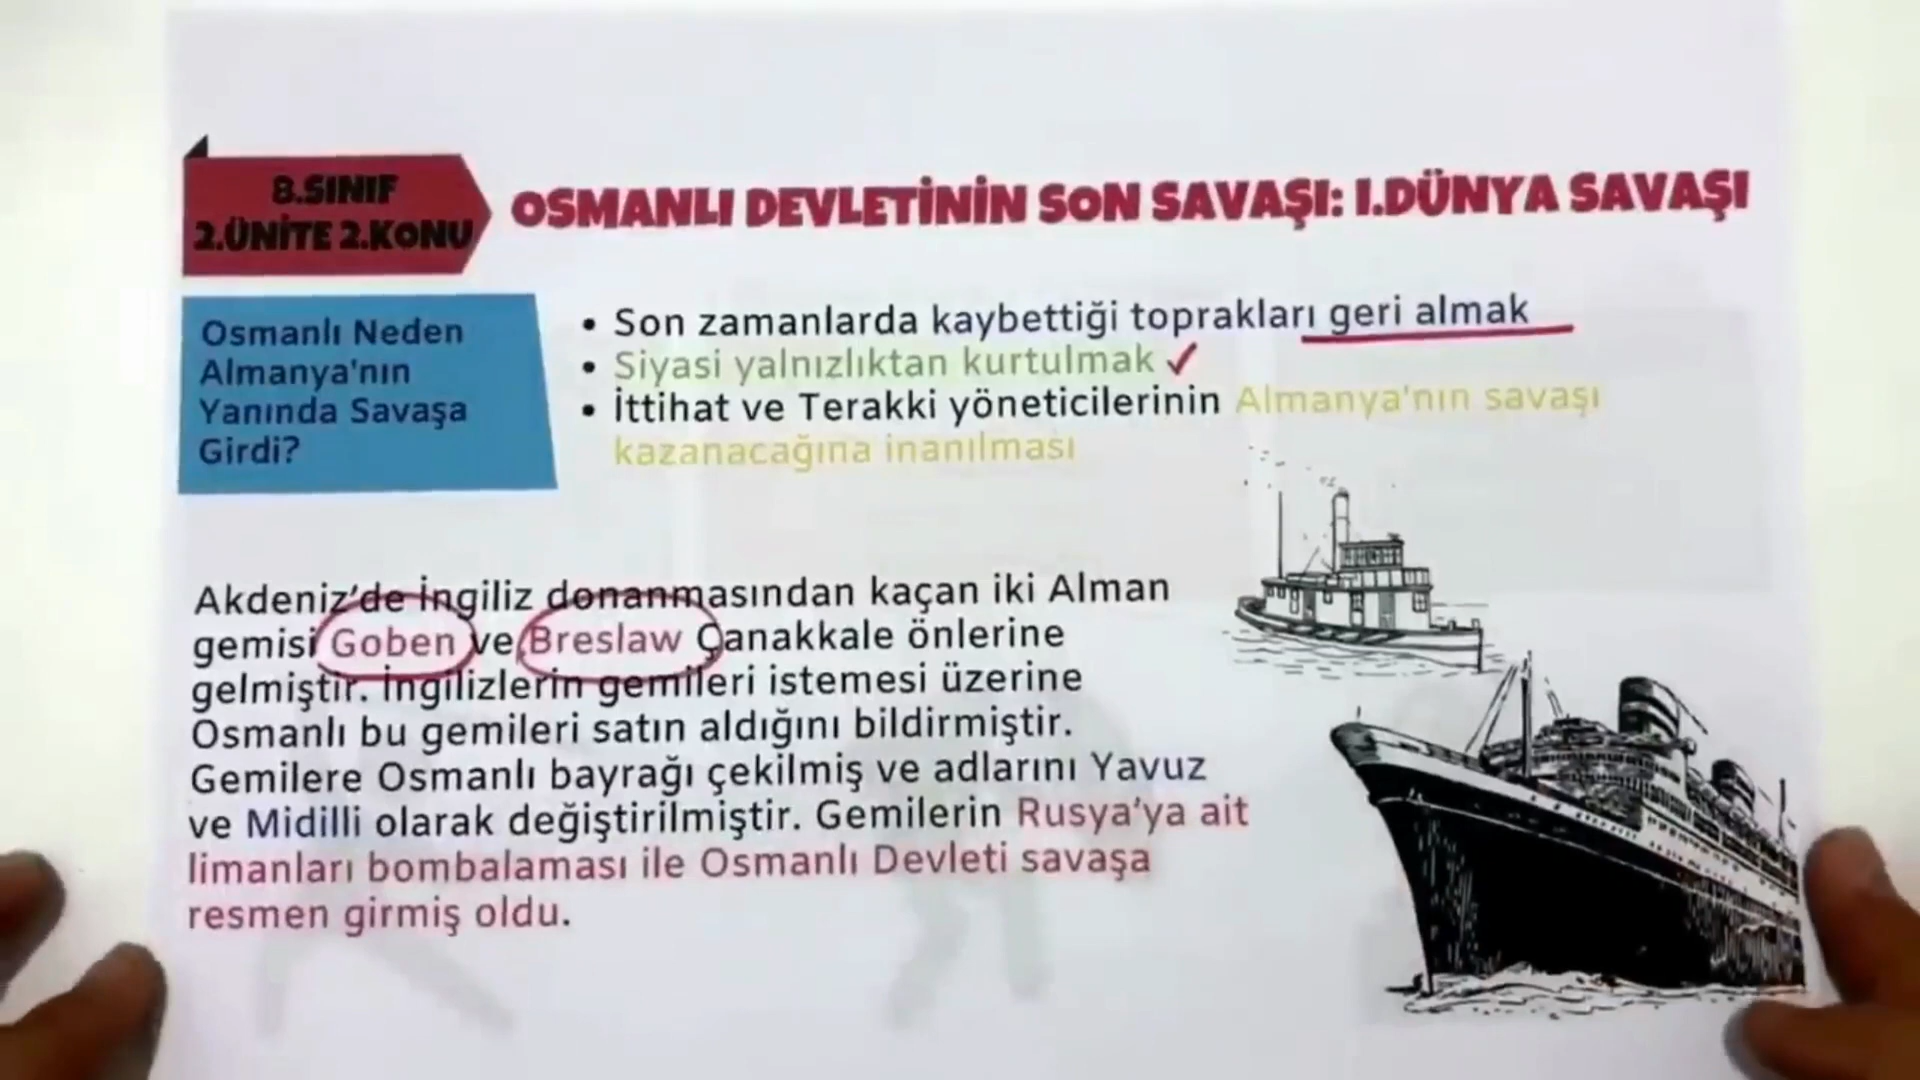 8.SINIF
2.ÜNİTE 2.KONU
OSMANLI DEVLETİNİN SON SAVAŞI: I.DÜNYA SAVAŞI
Osmanlı Neden
Almanya'nın
Yanında Savaşa
Girdi?
• Son zamanlarda kaybettiği toprakları geri almak
• Siyasi yalnızlıktan kurtulmak ✓
• İttihat ve Terakki yöneticilerinin Almanya'nın savaşı
kazanacağına inanılması
Akdeniz'de İngiliz donanmasından kaçan iki Alman
gemisi Goben ve Breslaw Çanakkale önlerine
gelmiştir. İngilizlerin gemileri istemesi üzerine
Osmanlı bu gemileri satın aldığını bildirmiştir.
Gemilere Osmanlı bayrağı çekilmiş ve adlarını Yavuz
ve Midilli olarak değiştirilmiştir. Gemilerin Rusya'ya ait
limanları bombalaması ile Osmanlı Devleti savaşa
resmen girmiş oldu.